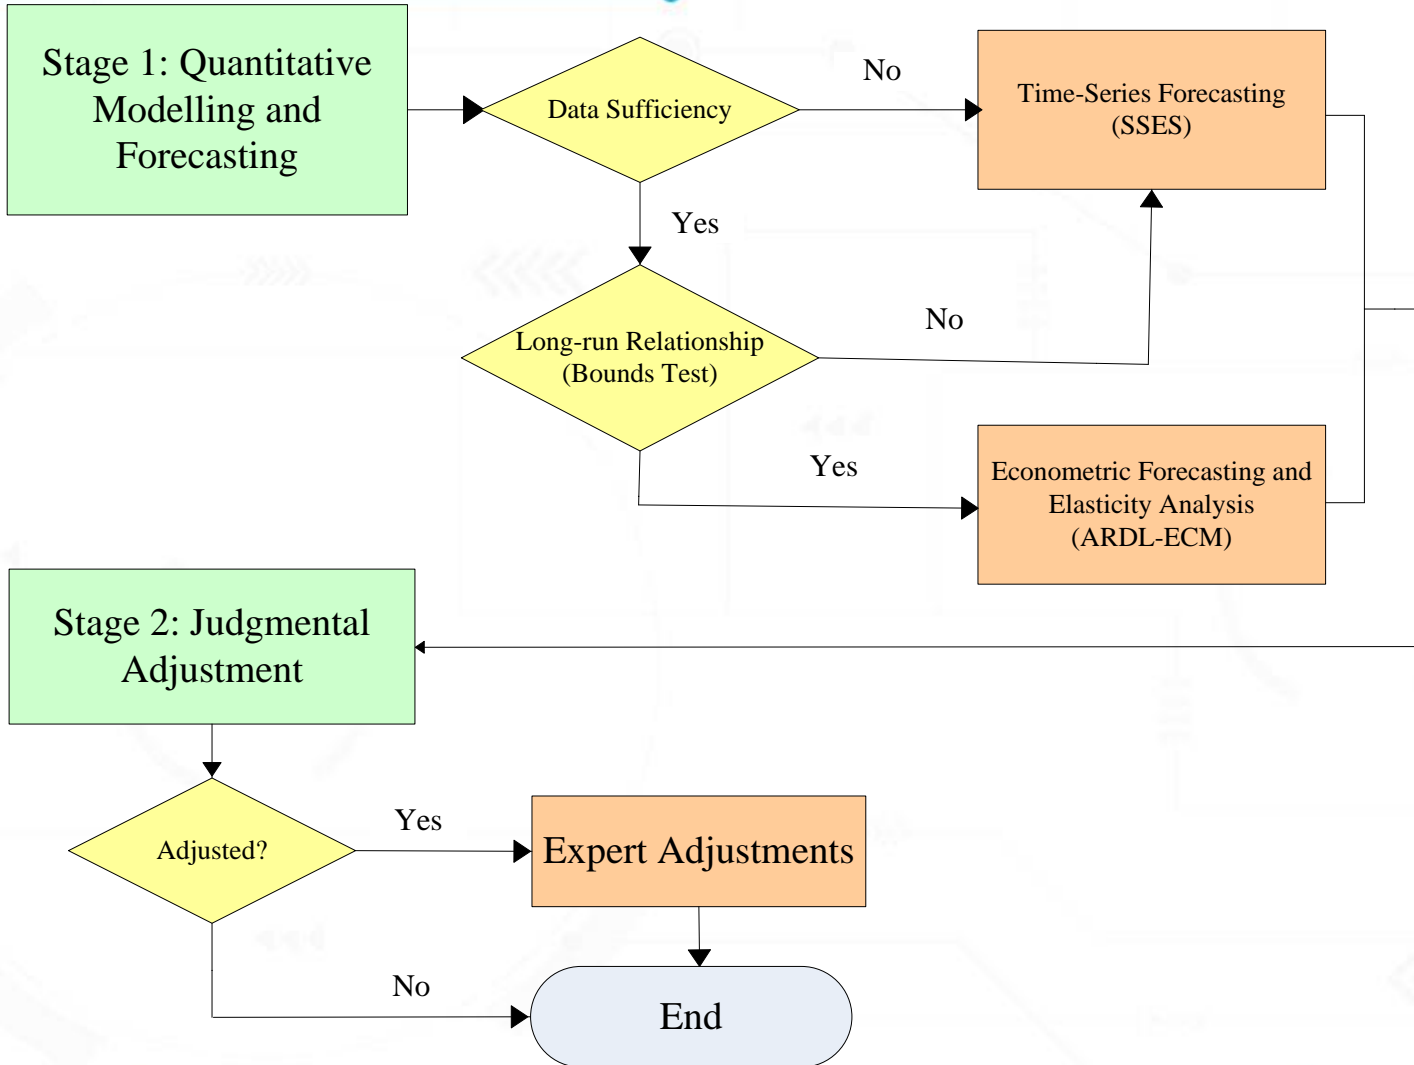 Stage 1: Quantitative
Modelling and
Forecasting
Data Sufficiency
No
Time-Series Forecasting
(SSES)
Yes
Long-run Relationship
(Bounds Test)
No
Yes
Econometric Forecasting and
Elasticity Analysis
(ARDL-ECM)
Stage 2: Judgmental
Adjustment
Adjusted?
Yes
Expert Adjustments
No
End